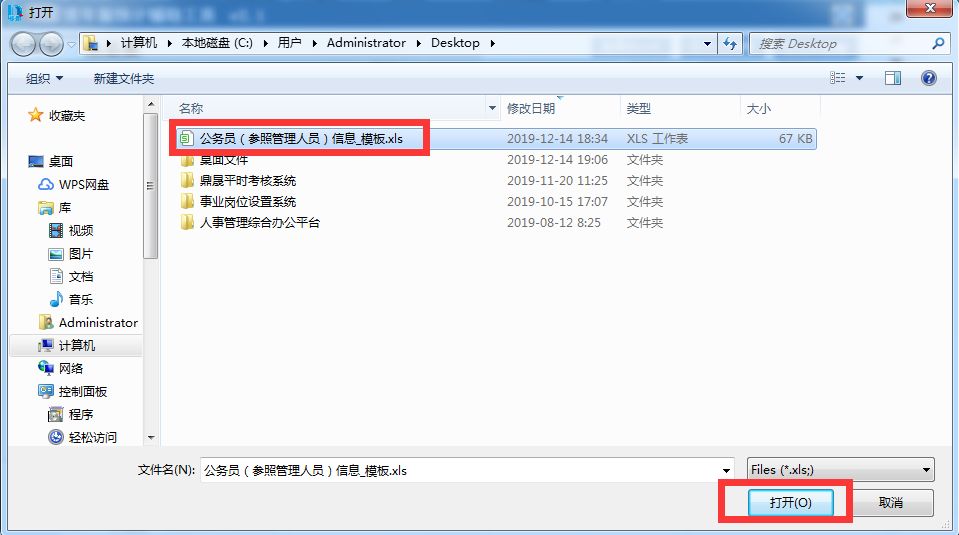 打开
计算机 ▸ 本地磁盘 (C:) ▸ 用户 ▸ Administrator ▸ Desktop ▸
搜索 Desktop
组织 新建文件夹
名称 修改日期 类型 大小
公务员（参照管理人员）信息_模板.xls 2019-12-14 18:34 XLS 工作表 67 KB
桌面文件 2019-12-14 19:06 文件夹
鼎晟平时考核系统 2019-11-20 11:25 文件夹
事业岗位设置系统 2019-10-15 17:07 文件夹
人事管理综合办公平台 2019-08-12 8:25 文件夹
收藏夹
桌面
WPS网盘
库
视频
图片
文档
音乐
Administrator
计算机
网络
控制面板
程序
轻松访问
文件名(N): 公务员（参照管理人员）信息_模板.xls Files (*.xls;)
打开(O) 取消